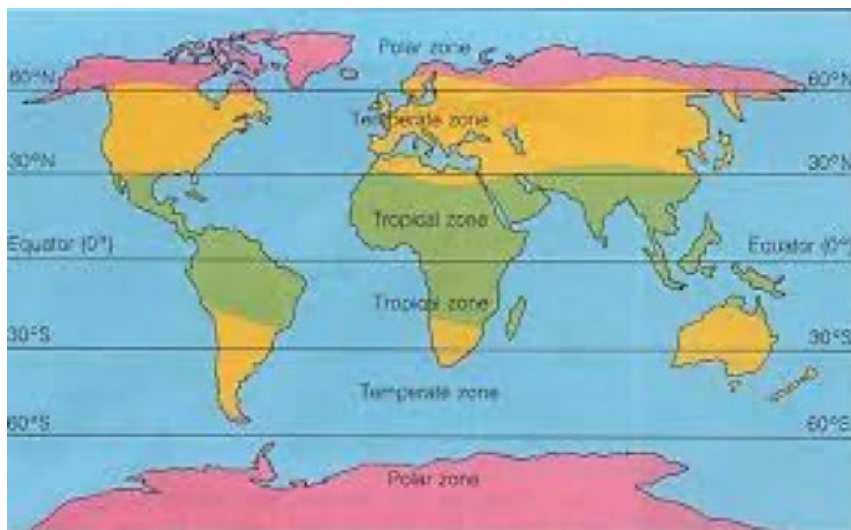 Polar zone
60°N 60°N
Temperate zone
30°N 30°N
Tropical zone
Equator (0°) Equator (0°)
Tropical zone
30°S 30°S
Temperate zone
60°S 60°S
Polar zone